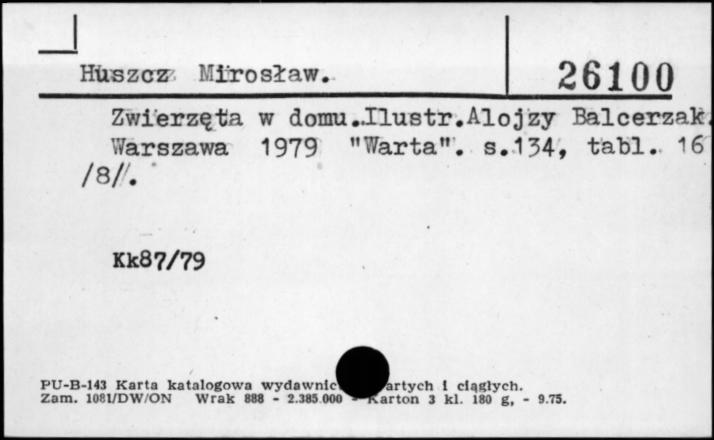 Huszcz Mirosław.
26100
Zwierzęta w domu.Ilustr.Alojzy Balcerzak.
Warszawa 1979 "Warta". s.134, tabl. 16
/8/.
Kk87/79
PU-B-143 Karta katalogowa wydawnic artych i ciągłych.
Zam. 1081/DW/ON Wrak 888 - 2.385.000 - Karton 3 kl. 180 g, - 9.75.